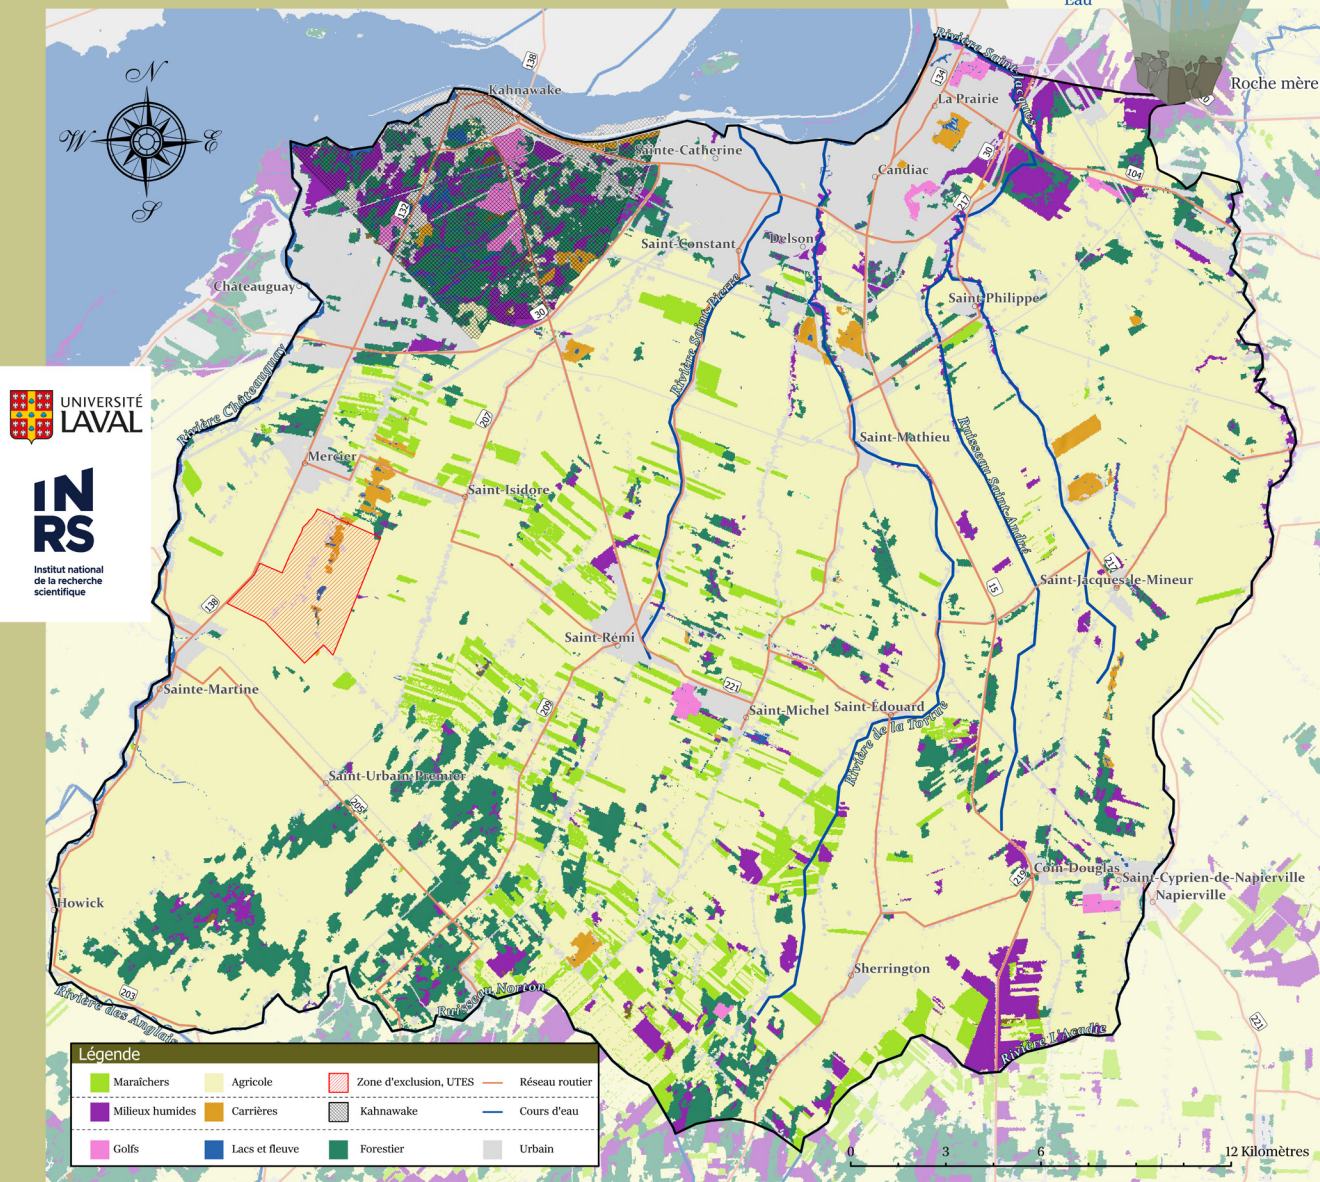 Eau
Roche mère
N
W
E
S
138
Kahnawake
Rivière Saint-Jacques
134
La Prairie
Sainte-Catherine
Candiac
30
104
132
217
Saint-Constant
Delson
Châteauguay
Saint-Philippe
30
Rivière Saint-Pierre
Rivière Châteauguay
UNIVERSITÉ
LAVAL
207
Mercier
Saint-Mathieu
Ruisseau Saint-André
Saint-Isidore
INRS
Institut national
de la recherche
scientifique
138
15
217
Saint-Jacques-le-Mineur
Saint-Rémi
Sainte-Martine
221
209
Saint-Michel
Saint-Édouard
Rivière de la Tortue
Saint-Urbain-Premier
205
219
Coin-Douglas
Saint-Cyprien-de-Napierville
Napierville
Howick
Sherrington
203
Rivière des Anglais
Ruisseau Norton
221
Rivière L'Acadie
Légende
Maraîchers
Agricole
Zone d'exclusion, UTES
Réseau routier
Milieux humides
Carrières
Kahnawake
Cours d'eau
Golfs
Lacs et fleuve
Forestier
Urbain
0 3 6 12 Kilomètres